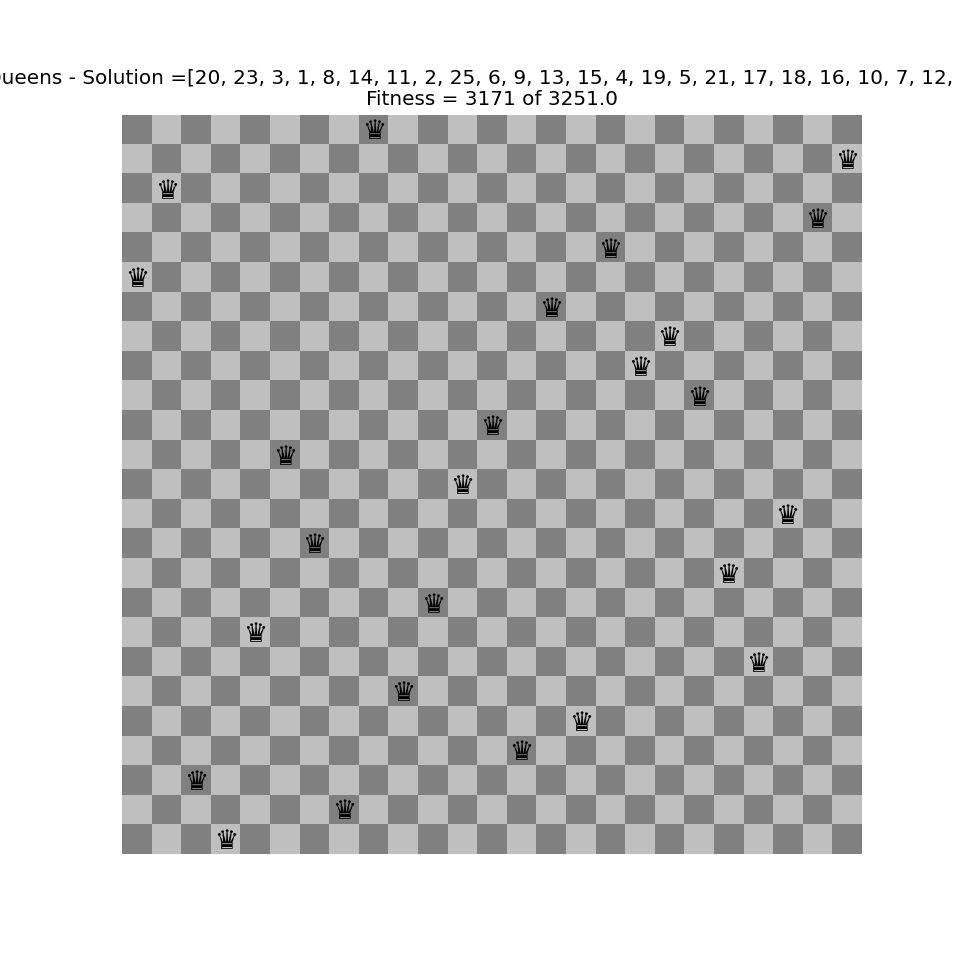 ueens - Solution =[20, 23, 3, 1, 8, 14, 11, 2, 25, 6, 9, 13, 15, 4, 19, 5, 21, 17, 18, 16, 10, 7, 12,
Fitness = 3171 of 3251.0